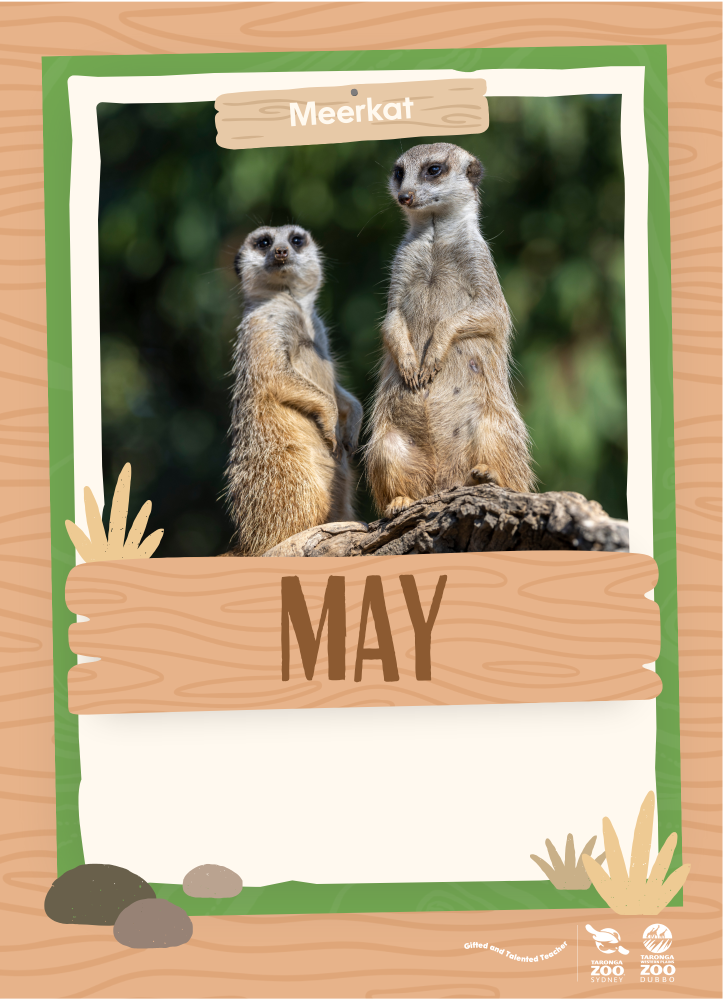 Meerkat
MAY
Gifted and Talented Teacher
TARONGA
ZOO
SYDNEY
TARONGA
WESTERN PLAINS
ZOO
DUBBO